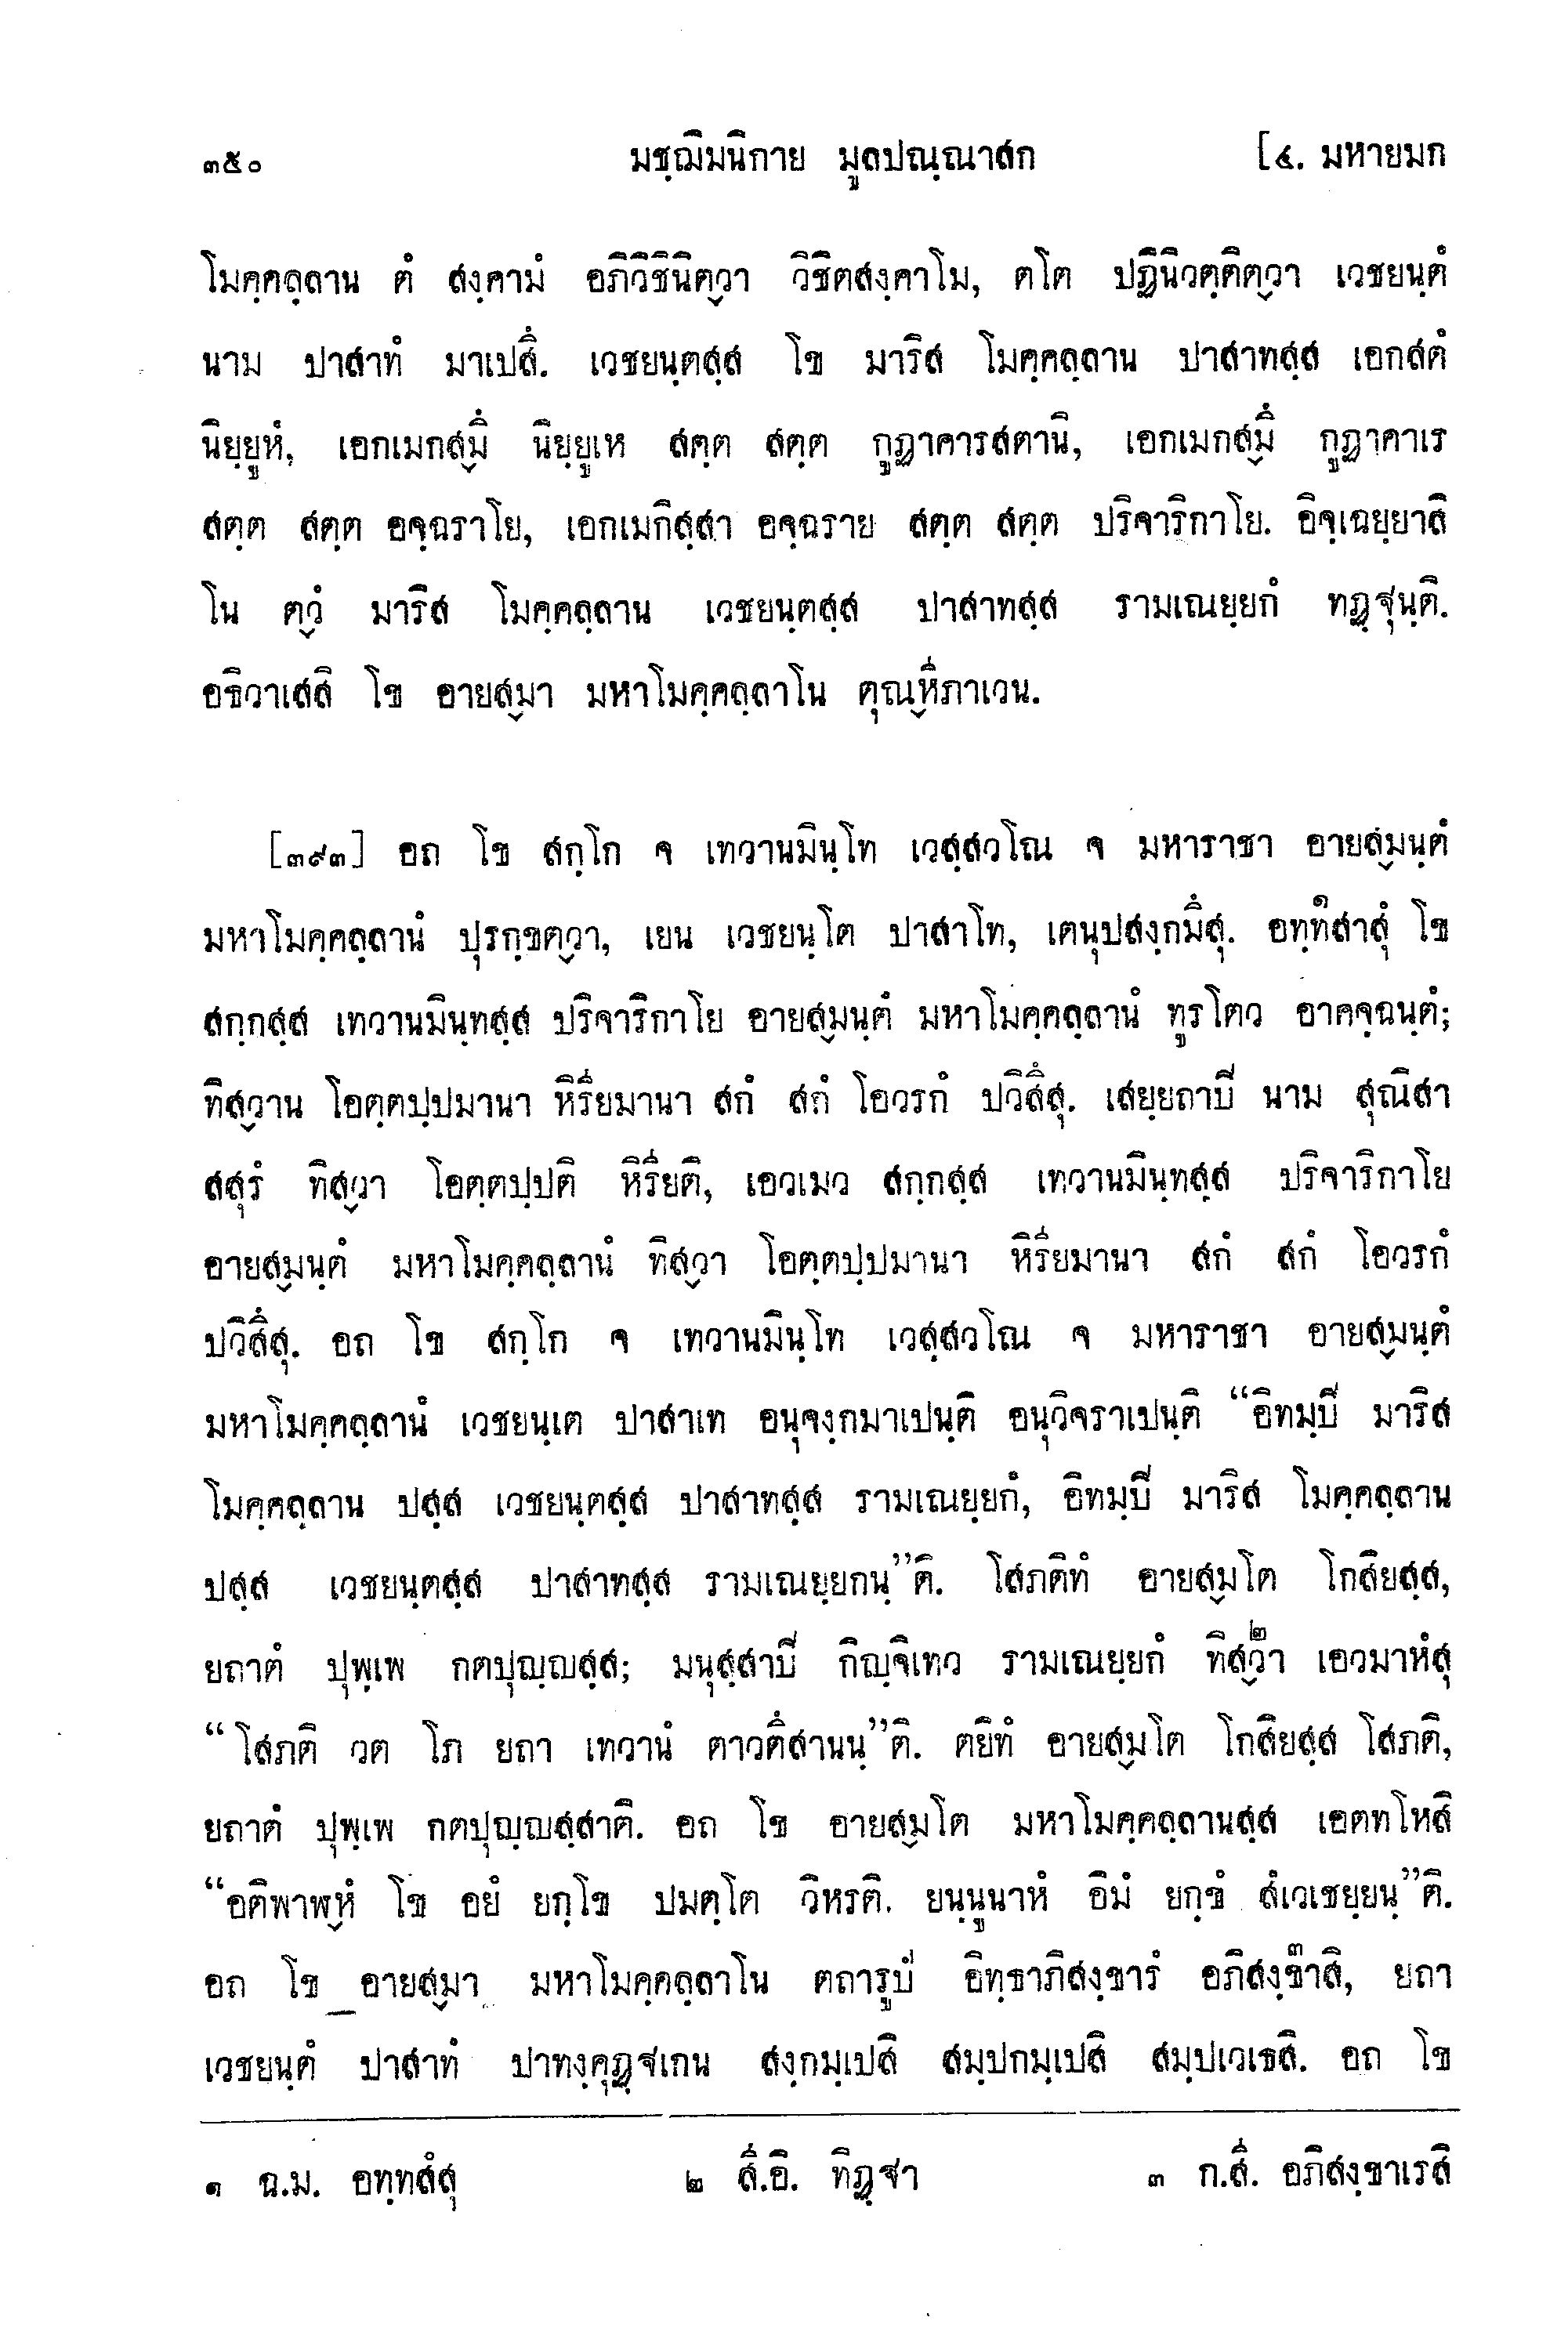 ๓๕๐ มชฺฌิมนิกาย มูลปณฺณาสก [๔. มหายมก
โมคฺคลฺลาน ตํ สงฺคามํ อภิวิชินิตฺวา วิชิตสงฺคาโม, ตโต ปฏินิวตฺติตฺวา เวชยนฺตํ
นาม ปาสาทํ มาเปสึ. เวชยนฺตสฺส โข มาริส โมคฺคลฺลาน ปาสาทสฺส เอกสตํ
นิยฺยูหํ, เอกเมกสฺมึ นิยฺยูเห สตฺต สตฺต กูฏาคารสตานิ, เอกเมกสฺมึ กูฏาคาเร
สตฺต สตฺต อจฺฉราโย, เอกเมกิสฺสา อจฺฉราย สตฺต สตฺต ปริจาริกาโย. อิจฺเฉยฺยาสิ
โน ตฺวํ มาริส โมคฺคลฺลาน เวชยนฺตสฺส ปาสาทสฺส รามเณยฺยกํ ทฏฺฐุนฺติ.
อธิวาเสสิ โข อายสฺมา มหาโมคฺคลฺลาโน ตุณฺหีภาเวน.
[๓๙๓] อถ โข สกฺโก จ เทวานมินฺโท เวสฺสวโณ จ มหาราชา อายสฺมนฺตํ
มหาโมคฺคลฺลานํ ปุรกฺขตฺวา, เยน เวชยนฺโต ปาสาโท, เตนุปสงฺกมึสุ. อทฺทิ๑สาสุํ โข
สกฺกสฺส เทวานมินฺทสฺส ปริจาริกาโย อายสฺมนฺตํ มหาโมคฺคลฺลานํ ทูรโตว อาคจฺฉนฺตํ;
ทิสฺวาน โอตฺตปฺปมานา หิริยมานา สกํ สกํ โอวรกํ ปวิสึสุ. เสยฺยถาปิ นาม สุณิสา
สสุรํ ทิสฺวา โอตฺตปฺปติ หิริยติ, เอวเมว สกฺกสฺส เทวานมินฺทสฺส ปริจาริกาโย
อายสฺมนฺตํ มหาโมคฺคลฺลานํ ทิสฺวา โอตฺตปฺปมานา หิริยมานา สกํ สกํ โอวรกํ
ปวิสึสุ. อถ โข สกฺโก จ เทวานมินฺโท เวสฺสวโณ จ มหาราชา อายสฺมนฺตํ
มหาโมคฺคลฺลานํ เวชยนฺเต ปาสาเท อนุจงฺกมาเปนฺติ อนุวิจราเปนฺติ “อิทมฺปิ มาริส
โมคฺคลฺลาน ปสฺส เวชยนฺตสฺส ปาสาทสฺส รามเณยฺยกํ, อิทมฺปิ มาริส โมคฺคลฺลาน
ปสฺส เวชยนฺตสฺส ปาสาทสฺส รามเณยฺยกนฺ”ติ. โสภติทํ อายสฺมโต โกสิยสฺส,
ยถาตํ ปุพฺเพ กตปุญฺญสฺส; มนุสฺสาปิ กิญฺจิเทว รามเณยฺยกํ ทิสฺวา๒ เอวมาหํสุ
“โสภติ วต โภ ยถา เทวานํ ตาวตึสานนฺ”ติ. ตยิทํ อายสฺมโต โกสิยสฺส โสภติ,
ยถาตํ ปุพฺเพ กตปุญฺญสฺสาติ. อถ โข อายสฺมโต มหาโมคฺคลฺลานสฺส เอตทโหสิ
“อติพาฬฺหํ โข อยํ ยกฺโข ปมตฺโต วิหรติ. ยนฺนูนาหํ อิมํ ยกฺขํ สํเวเชยฺยนฺ”ติ.
อถ โข อายสฺมา มหาโมคฺคลฺลาโน ตถารูปํ อิทฺธาภิสงฺขารํ อภิสงฺขา๓สิ, ยถา
เวชยนฺตํ ปาสาทํ ปาทงฺคุฏฺฐเกน สงฺกมฺเปสิ สมฺปกมฺเปสิ สมฺปเวเธสิ. อถ โข
๑ ฉ.ม. อทฺทสํสุ ๒ สี.อิ. ทิฏฺฐา ๓ ก.สี. อภิสงฺขาเรสิ